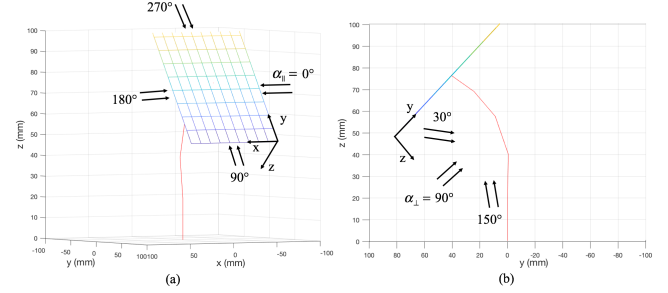 270°
100
90
80
70
60
50
40
30
20
10
0
z (mm)
180°
α∥ = 0°
y
x
z
90°
-100 -50 0 50 100
y (mm)
100 50 0 -50 -100
x (mm)
(a)
100
90
80
70
60
50
40
30
20
10
0
z (mm)
y
z
30°
α⊥ = 90°
150°
100 80 60 40 20 0 -20 -40 -60 -80 -100
y (mm)
(b)